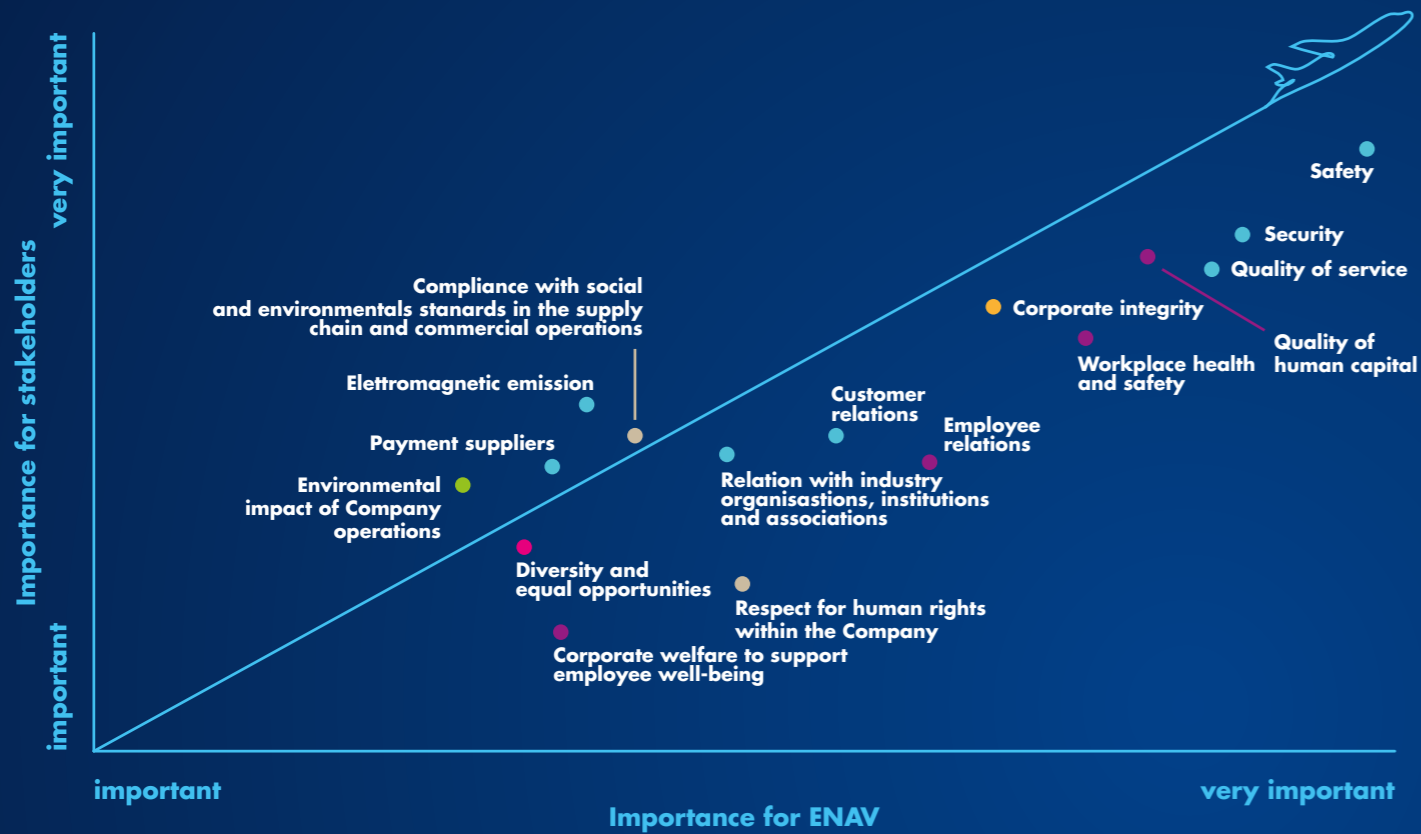 very important
Importance for stakeholders
important
Safety
Security
Quality of service
Compliance with social
and environmentals stanards in the supply
chain and commercial operations
Corporate integrity
Quality of
human capital
Workplace health
and safety
Elettromagnetic emission
Customer
relations
Employee
relations
Payment suppliers
Relation with industry
organisastions, institutions
and associations
Environmental
impact of Company
operations
Diversity and
equal opportunities
Respect for human rights
within the Company
Corporate welfare to support
employee well-being
important
very important
Importance for ENAV